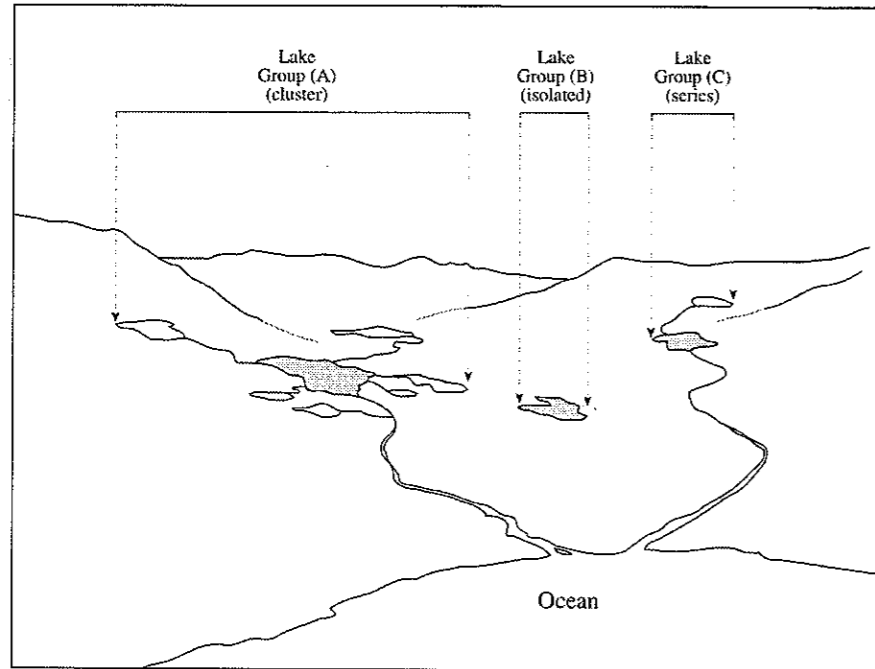 Lake
Group (A)
(cluster)
Lake
Group (B)
(isolated)
Lake
Group (C)
(series)
Ocean